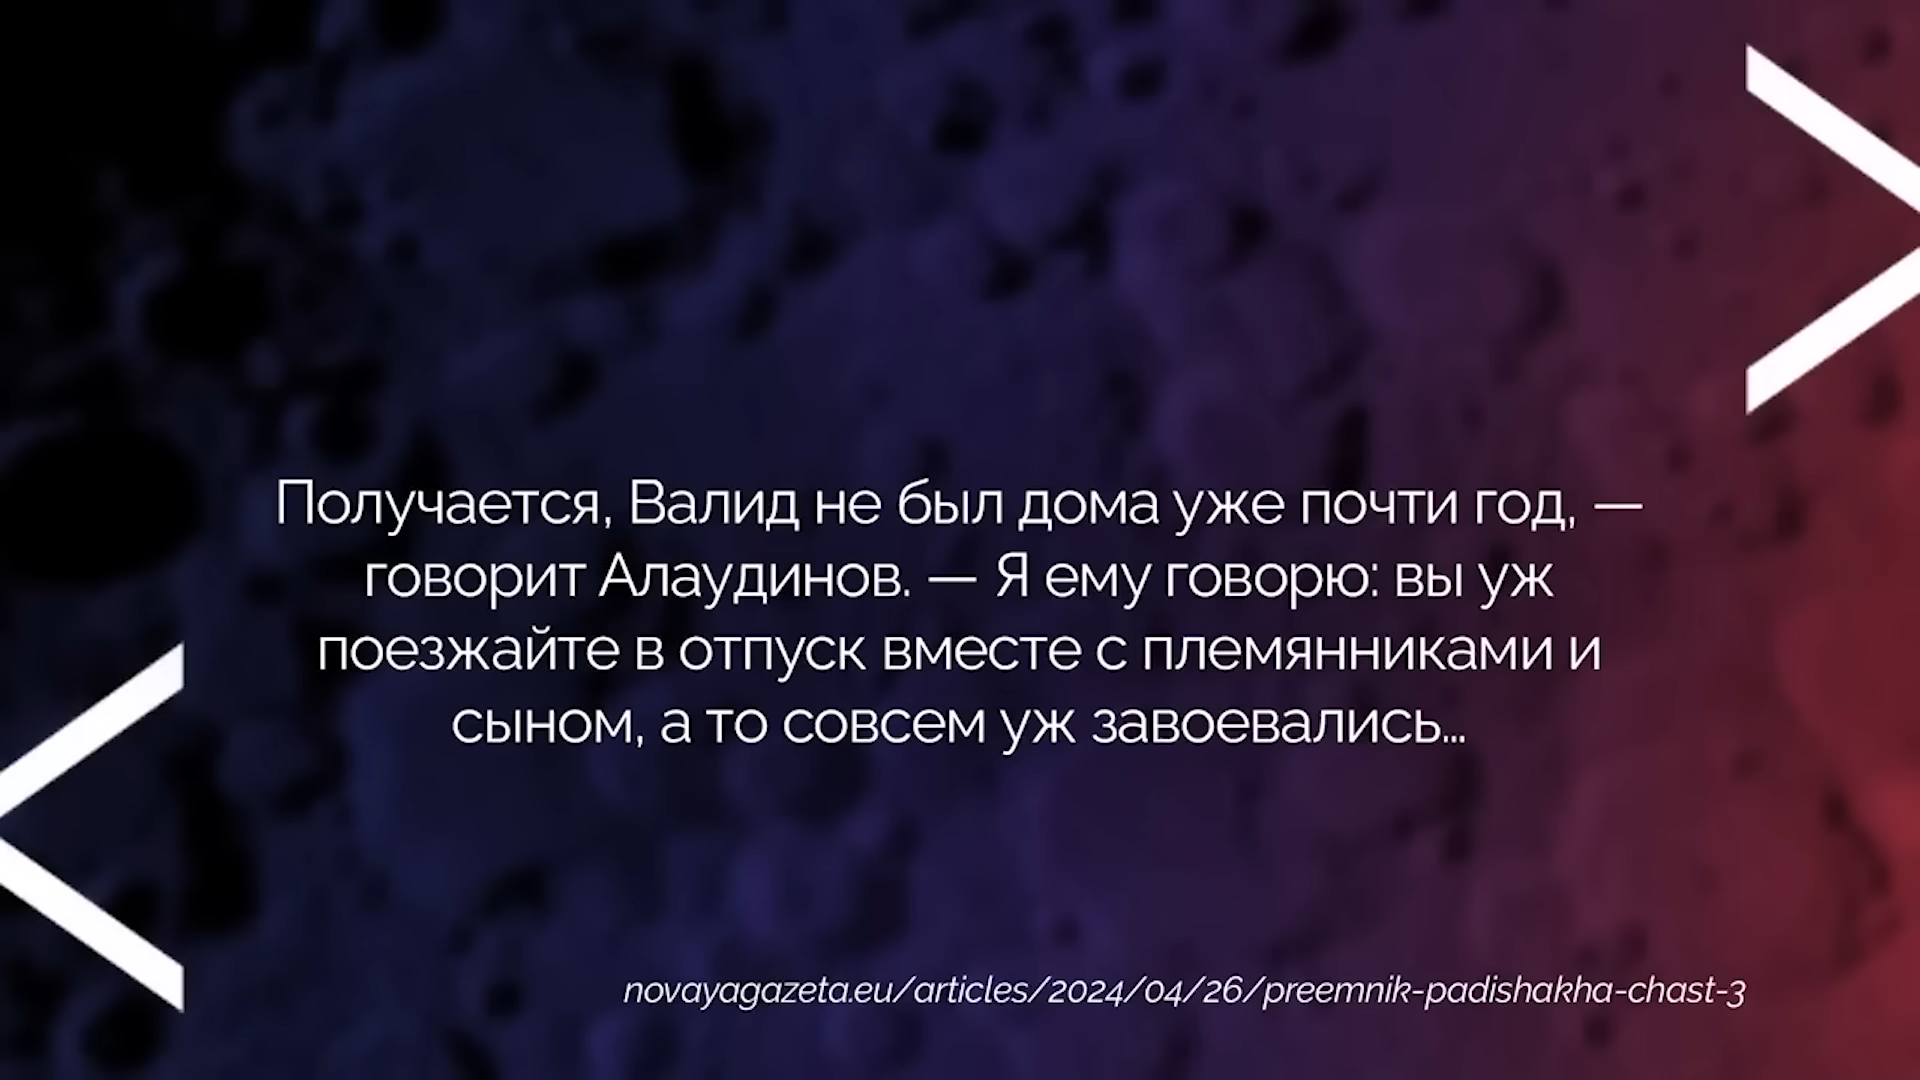 Получается, Валид не был дома уже почти год, —
говорит Алаудинов. — Я ему говорю: вы уж
поезжайте в отпуск вместе с племянниками и
сыном, а то совсем уж завоевались...
novayagazeta.eu/articles/2024/04/26/preemnik-padishakha-chast-3